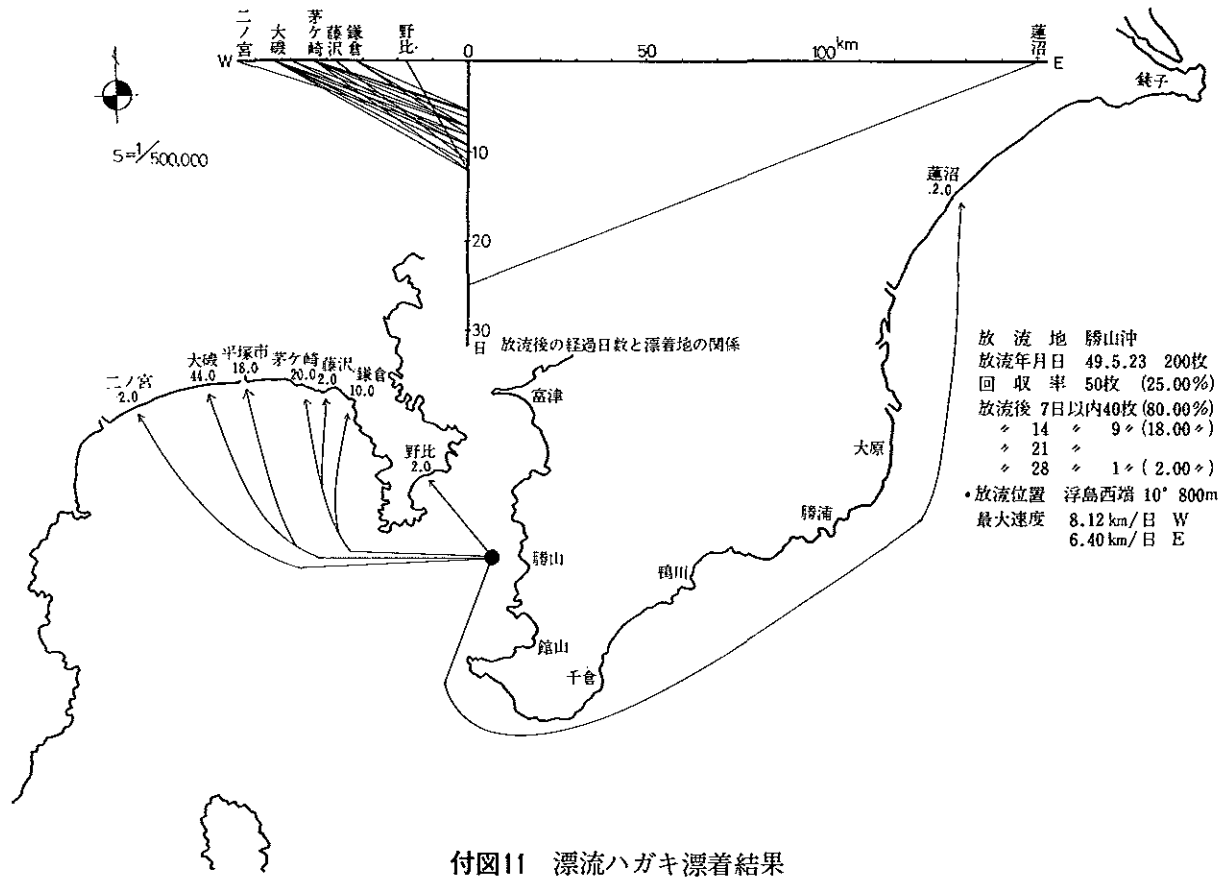 二ノ宮
大磯
茅ケ崎
藤沢
鎌倉
野比
0
50
100km
蓮沼
W
E
銚子
S=1/500,000
10
蓮沼
2.0
20
30
日
放流後の経過日数と漂着地の関係
二ノ宮
2.0
大磯
44.0
平塚市
18.0
茅ケ崎
20.0
藤沢
2.0
鎌倉
10.0
野比
2.0
富津
大原
勝浦
勝山
鴨川
館山
千倉
放流地 勝山沖
放流年月日 49.5.23 200枚
回収率 50枚 (25.00%)
放流後 7日以内40枚(80.00%)
〃 14 〃 9〃(18.00〃)
〃 21 〃
〃 28 〃 1〃( 2.00〃)
・放流位置 浮島西端 10° 800m
最大速度 8.12km/日 W
6.40km/日 E
付図11 漂流ハガキ漂着結果